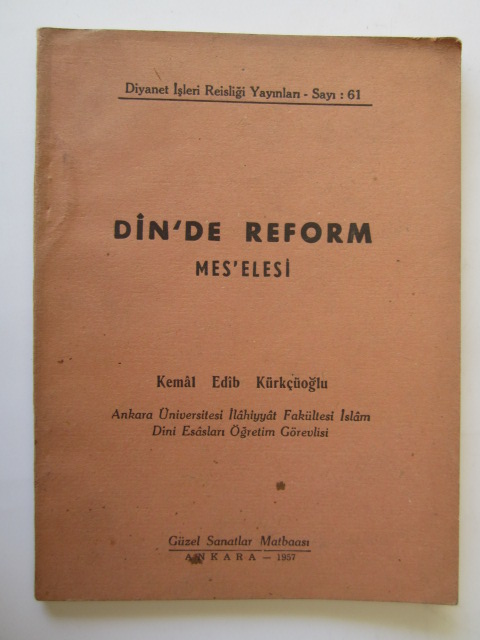 Diyanet İşleri Reisliği Yayınları - Sayı : 61
DÎN'DE REFORM
MES'ELESİ
Kemâl Edib Kürkçüoğlu
Ankara Üniversitesi İlâhiyyât Fakültesi İslâm
Dini Esâsları Öğretim Görevlisi
Güzel Sanatlar Matbaası
ANKARA — 1957